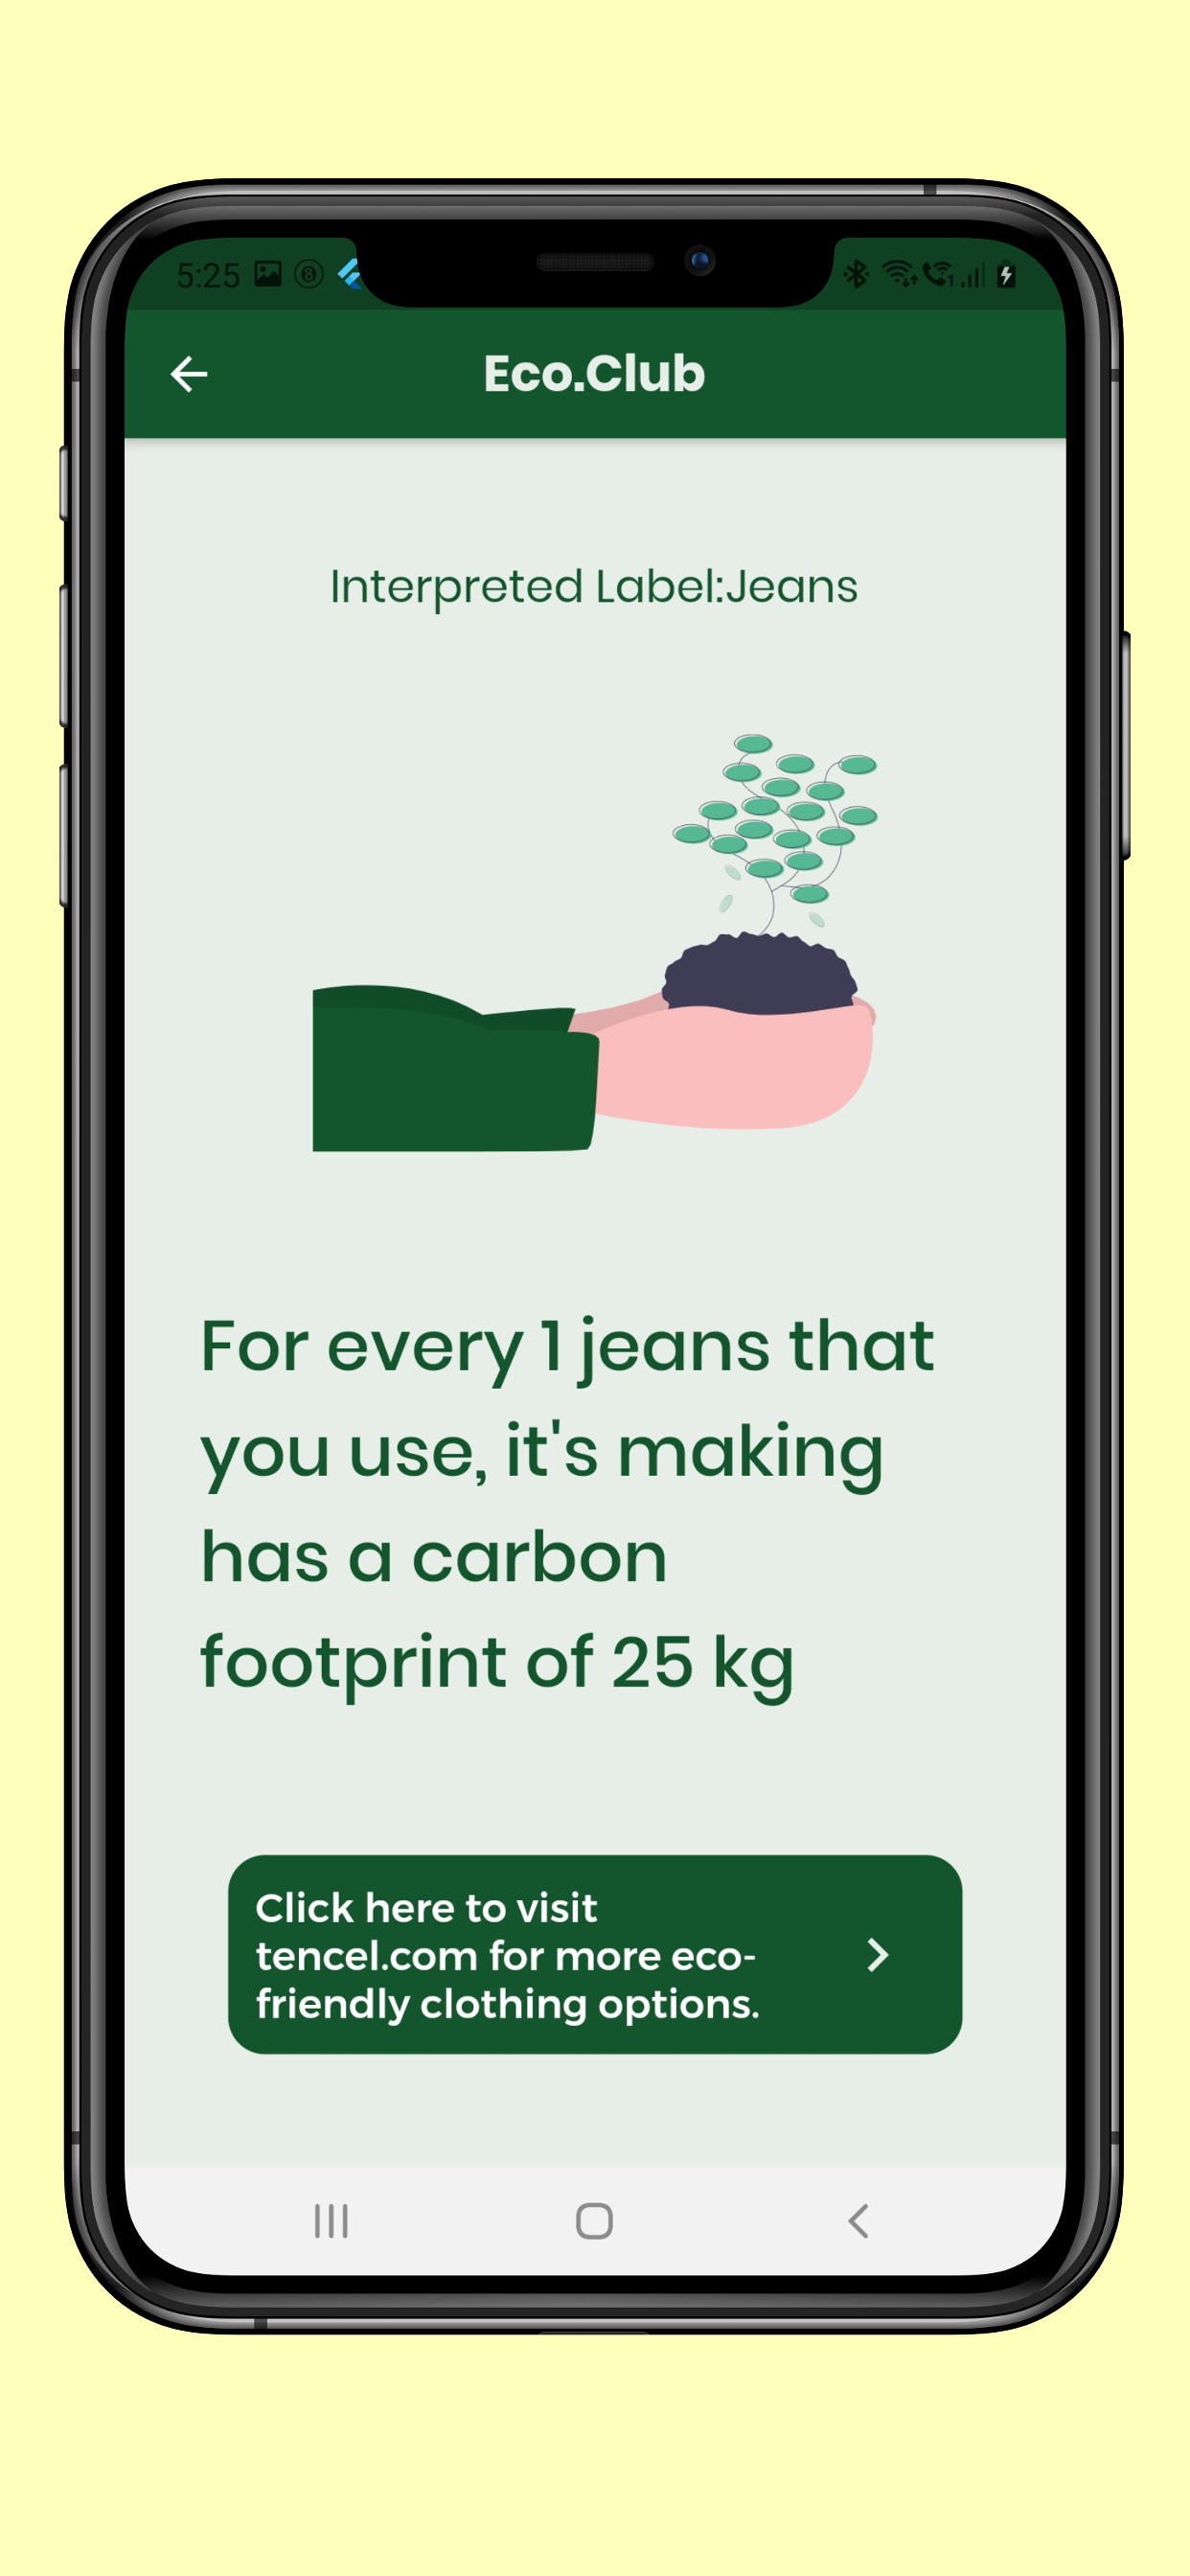 5:25
Eco.Club
Interpreted Label:Jeans
For every 1 jeans that
you use, it's making
has a carbon
footprint of 25 kg
Click here to visit
tencel.com for more eco-
friendly clothing options.